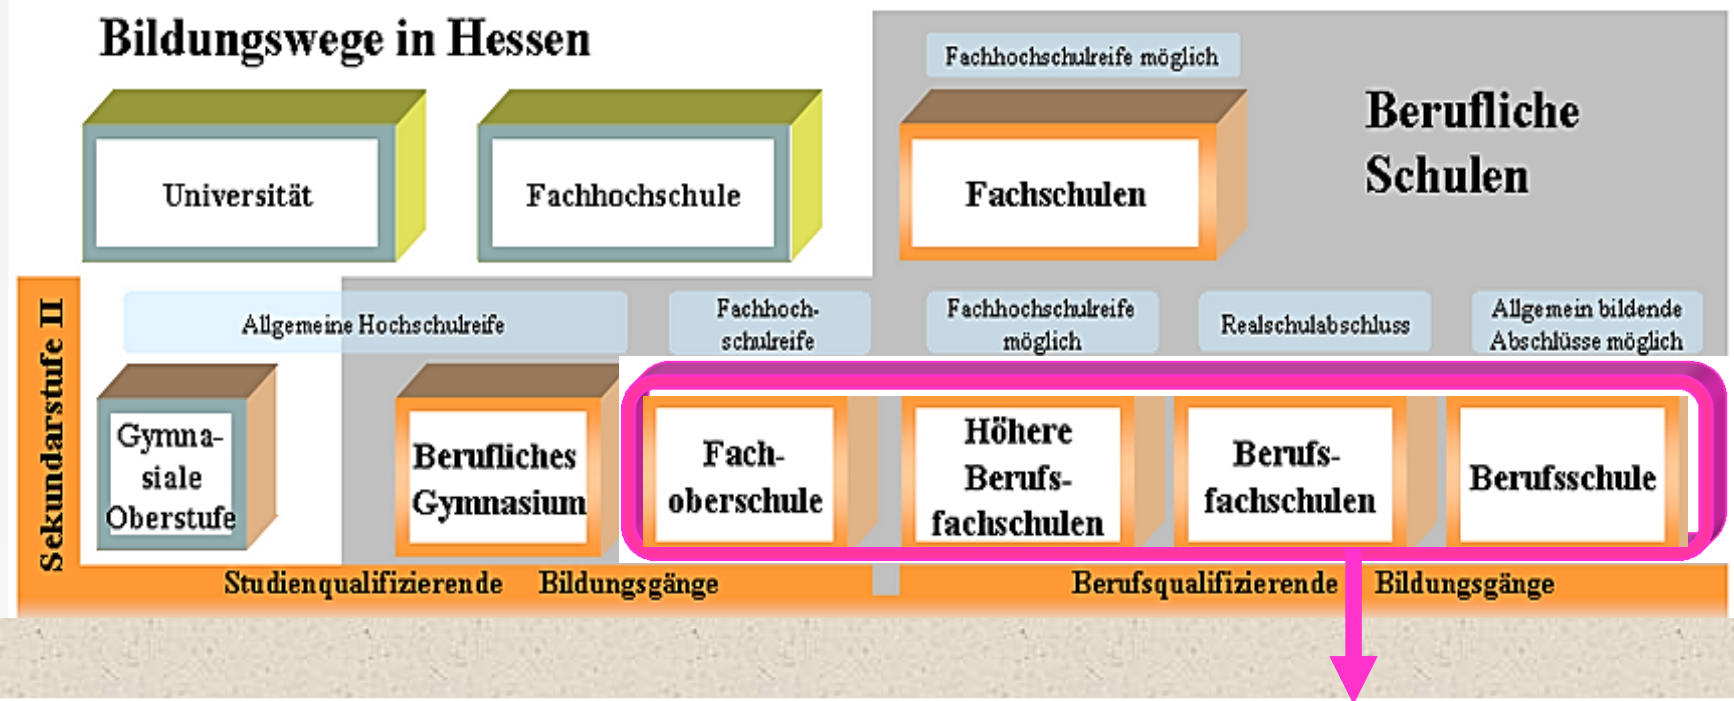 Bildungswege in Hessen
Fachhochschulreife möglich
Berufliche
Schulen
Universität
Fachhochschule
Fachschulen
Sekundarstufe II
Allgemeine Hochschulreife
Fachhoch-
schulreife
Fachhochschulreife
möglich
Realschulabschluss
Allgemein bildende
Abschlüsse möglich
Gymna-
siale
Oberstufe
Berufliches
Gymnasium
Fach-
oberschule
Höhere
Berufs-
fachschulen
Berufs-
fachschulen
Berufsschule
Studienqualifizierende Bildungsgänge
Berufsqualifizierende Bildungsgänge